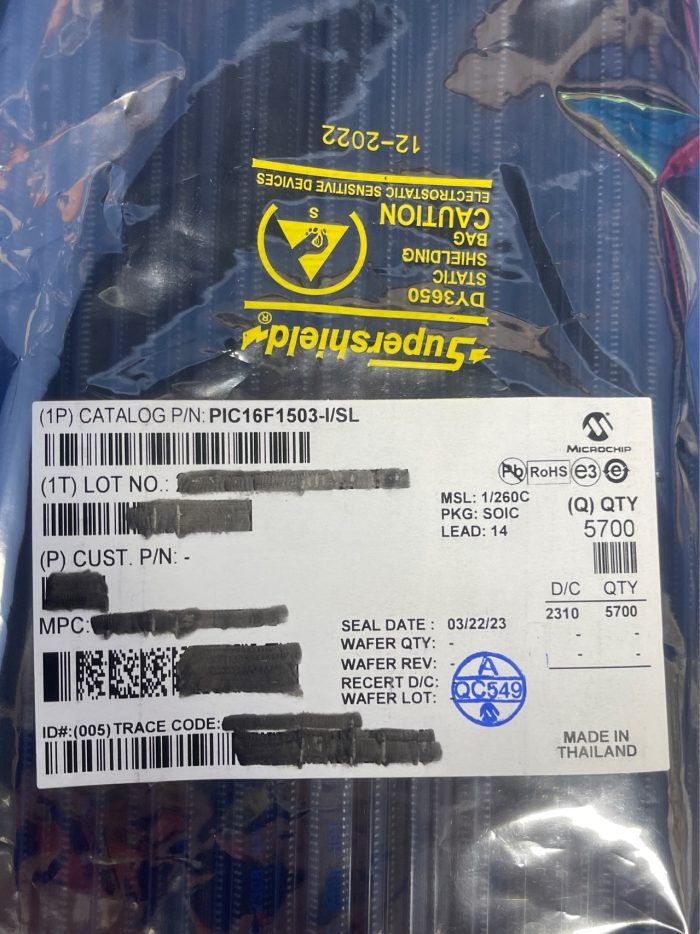 12-2022
ELECTROSTATIC SENSITIVE DEVICES
CAUTION
S
BAG
SHIELDING
STATIC
DY3650
Supershield®
(1P) CATALOG P/N: PIC16F1503-I/SL
MICROCHIP
Pb RoHS e3 e
(1T) LOT NO.:
MSL: 1/260C
PKG: SOIC
LEAD: 14
(Q) QTY
5700
(P) CUST. P/N: -
D/C QTY
2310 5700
- -
- -
MPC:
SEAL DATE : 03/22/23
WAFER QTY: -
WAFER REV: -
RECERT D/C:
WAFER LOT:
A
QC549
M
ID#:(005) TRACE CODE:
MADE IN
THAILAND